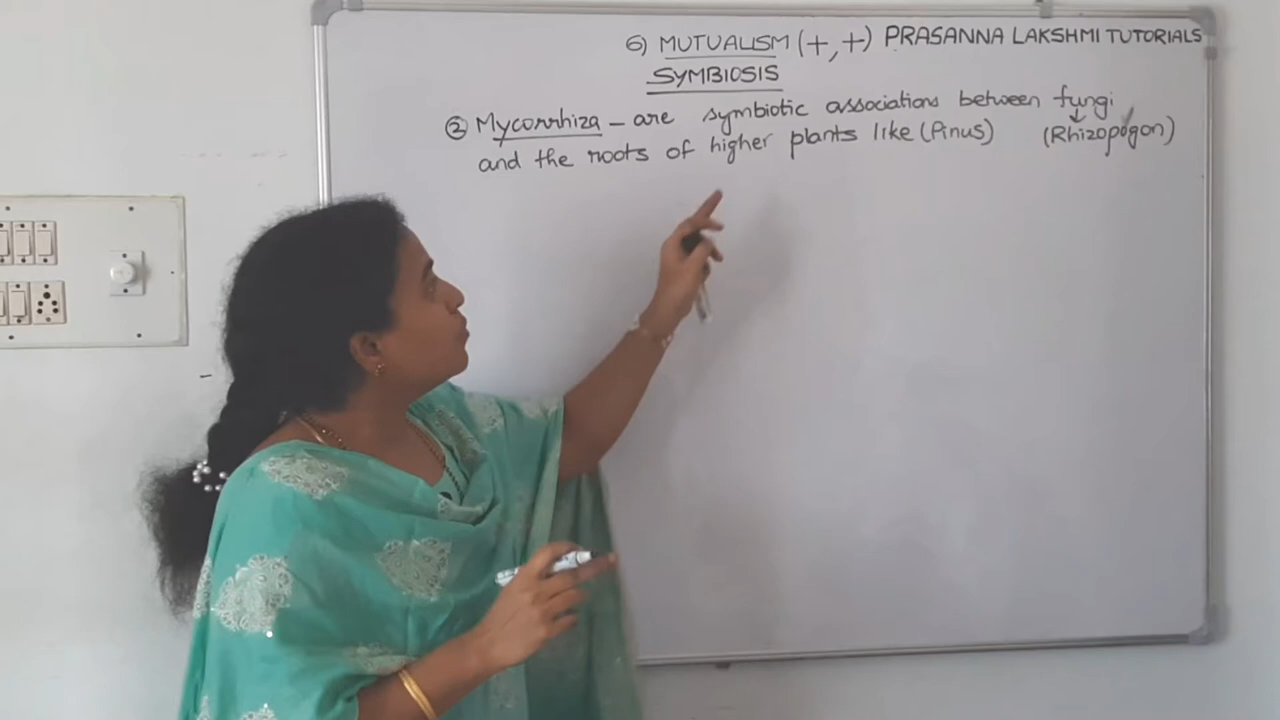 6) MUTUALISM (+,+) PRASANNA LAKSHMI TUTORIALS
SYMBIOSIS
② Mycorrhiza – are symbiotic associations between fungi
and the roots of higher plants like (Pinus) (Rhizopogon)